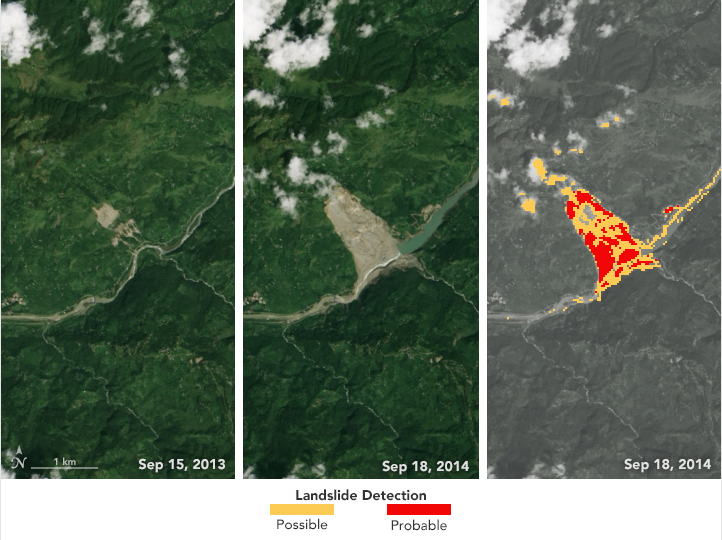 N
1 km
Sep 15, 2013
Sep 18, 2014
Sep 18, 2014
Landslide Detection
Possible
Probable